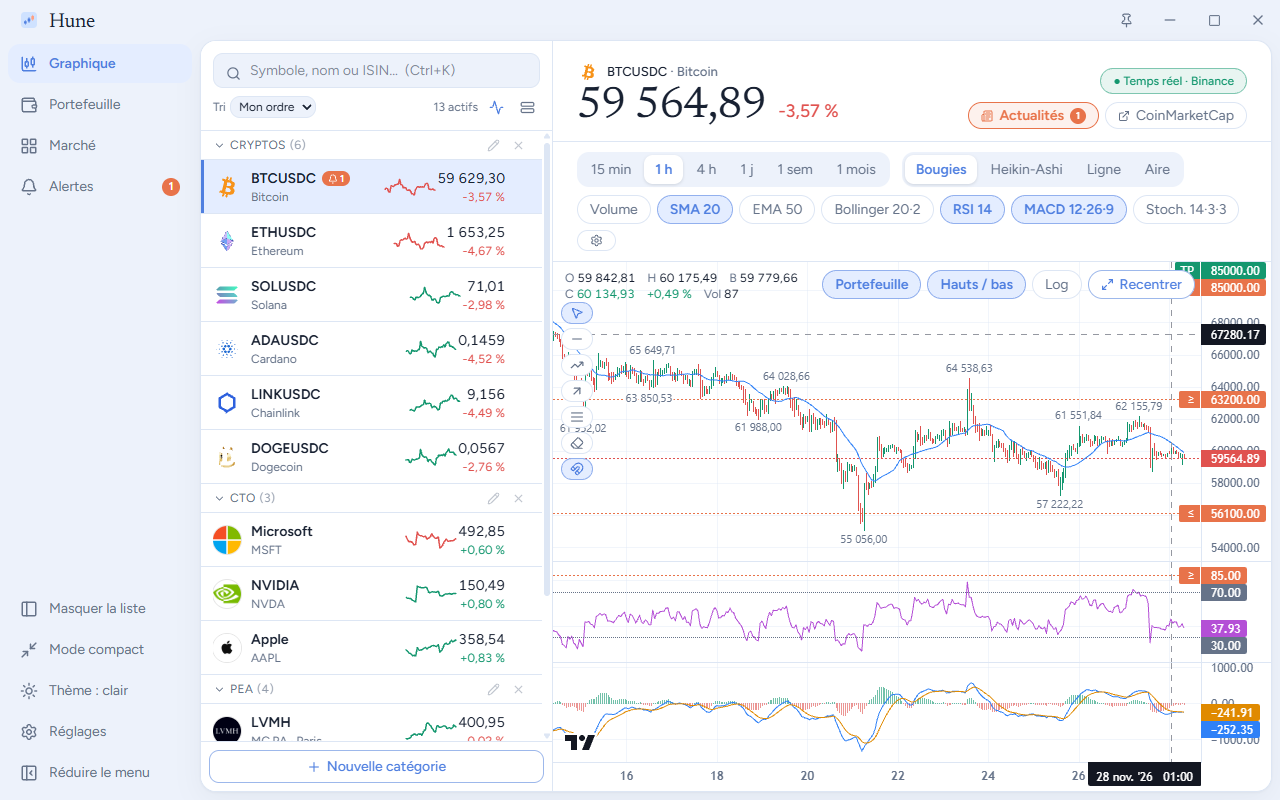 Hune
Graphique
Portefeuille
Marché
Alertes
1
Masquer la liste
Mode compact
Thème : clair
Réglages
Réduire le menu
Symbole, nom ou ISIN... (Ctrl+K)
Tri
Mon ordre
13 actifs
CRYPTOS (6)
BTCUSDC
1
59 629,30
Bitcoin
-3,57 %
ETHUSDC
1 653,25
Ethereum
-4,67 %
SOLUSDC
71,01
Solana
-2,98 %
ADAUSDC
0,1459
Cardano
-4,52 %
LINKUSDC
9,156
Chainlink
-4,49 %
DOGEUSDC
0,0567
Dogecoin
-2,76 %
CTO (3)
Microsoft
492,85
MSFT
+0,60 %
NVIDIA
150,49
NVDA
+0,80 %
Apple
358,54
AAPL
+0,83 %
PEA (4)
LVMH
LVMH
400,95
MC.PA · Paris
+ Nouvelle catégorie
BTCUSDC · Bitcoin
59 564,89
-3,57 %
● Temps réel · Binance
Actualités 1
CoinMarketCap
15 min
1 h
4 h
1 j
1 sem
1 mois
Bougies
Heikin-Ashi
Ligne
Aire
Volume
SMA 20
EMA 50
Bollinger 20·2
RSI 14
MACD 12·26·9
Stoch. 14·3·3
O 59 842,81 H 60 175,49 B 59 779,66
C 60 134,93 +0,49 % Vol 87
Portefeuille
Hauts / bas
Log
Recentrer
TP
85000.00
85000.00
68000.00
67280.17
66000.00
64000.00
≥
63200.00
62000.00
60000.00
59564.89
58000.00
≤
56100.00
54000.00
65 649,71
63 850,53
64 028,66
61 988,00
55 056,00
64 538,63
61 551,84
62 155,79
57 222,22
≥
85.00
70.00
37.93
30.00
1000.00
0.00
−241.91
−252.35
−1000.00
16
18
20
22
24
26
28 nov. '26 01:00